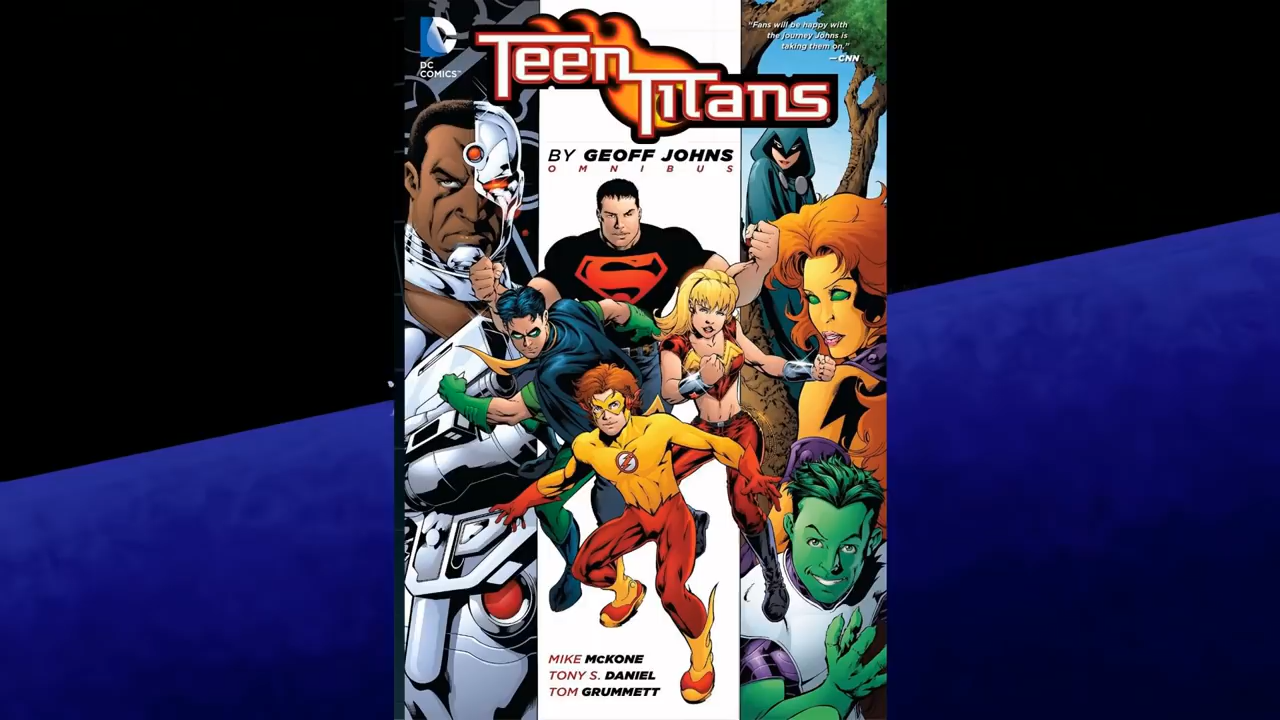 DC
COMICS™
"Fans will be happy with
the journey Johns is
taking them on."
— CNN
TEEN
TITANS
BY GEOFF JOHNS
OMNIBUS
MIKE McKONE
TONY S. DANIEL
TOM GRUMMETT